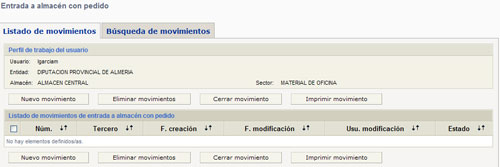 Entrada a almacén con pedido
Listado de movimientos Búsqueda de movimientos
Perfil de trabajo del usuario
Usuario: lgarciam
Entidad: DIPUTACION PROVINCIAL DE ALMERIA
Almacén: ALMACEN CENTRAL Sector: MATERIAL DE OFICINA
Nuevo movimiento Eliminar movimientos Cerrar movimiento Imprimir movimiento
Listado de movimientos de entrada a almacén con pedido
Núm. Tercero F. creación F. modificación Usu. modificación Estado
No hay elementos definidos/as.
Nuevo movimiento Eliminar movimientos Cerrar movimiento Imprimir movimiento